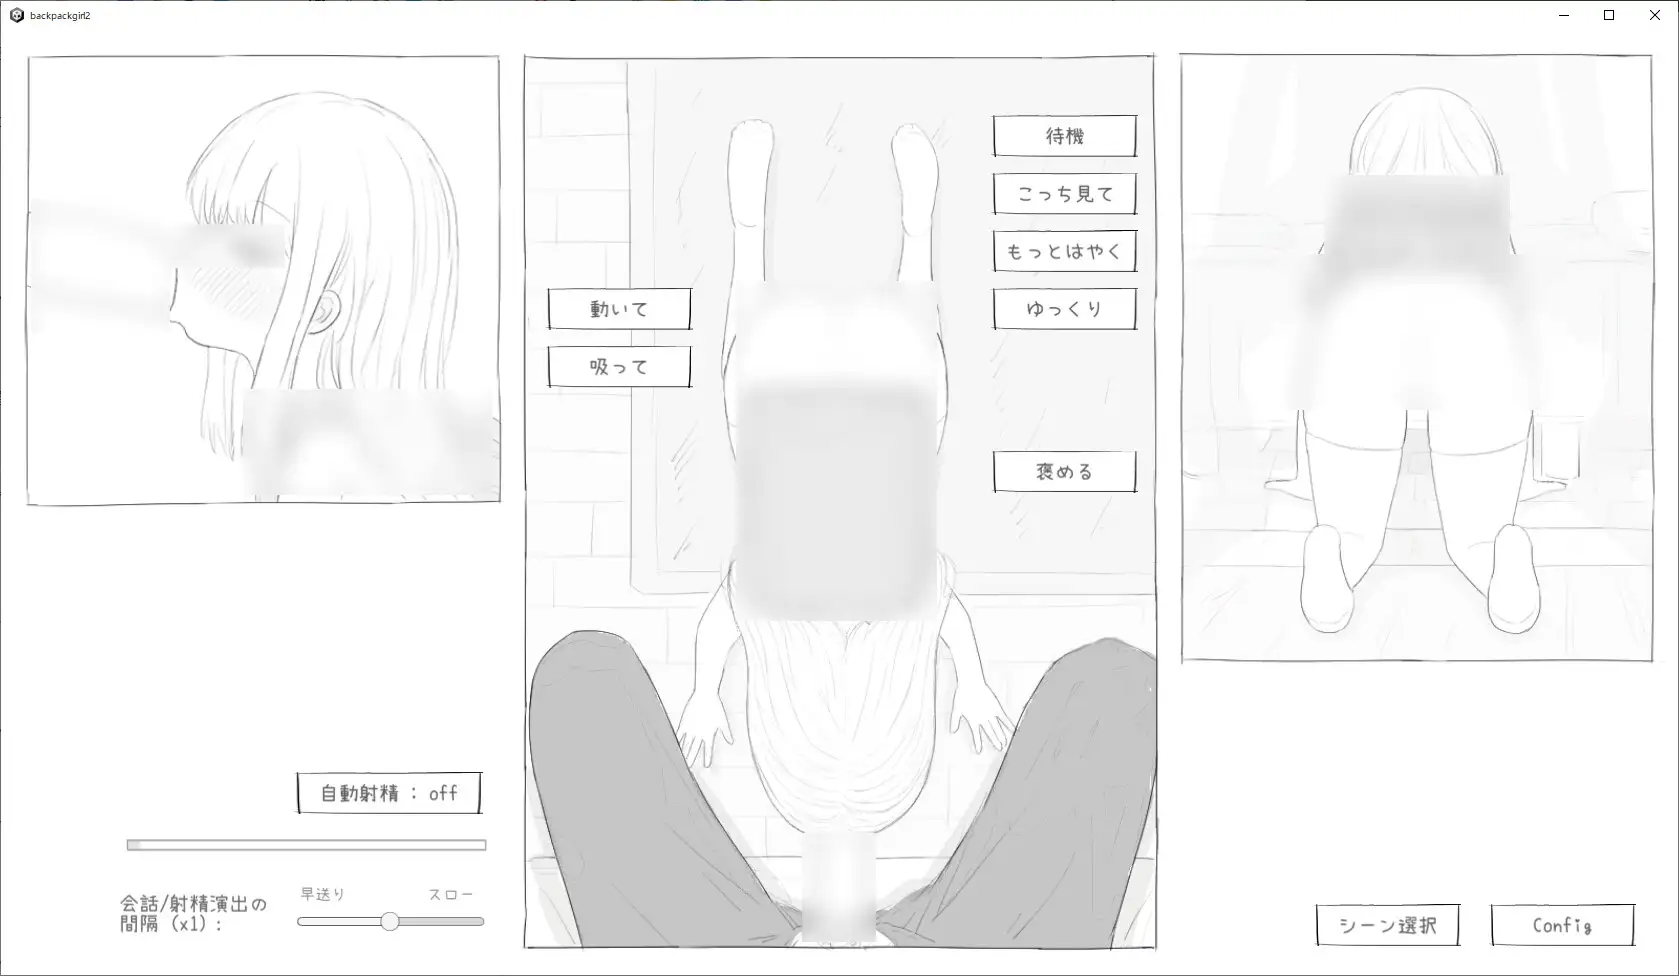 backpackgirl2
待機
こっち見て
もっとはやく
動いて
ゆっくり
吸って
褒める
自動射精 : off
早送り
スロー
会話/射精演出の
間隔 (x1) :
シーン選択
Config